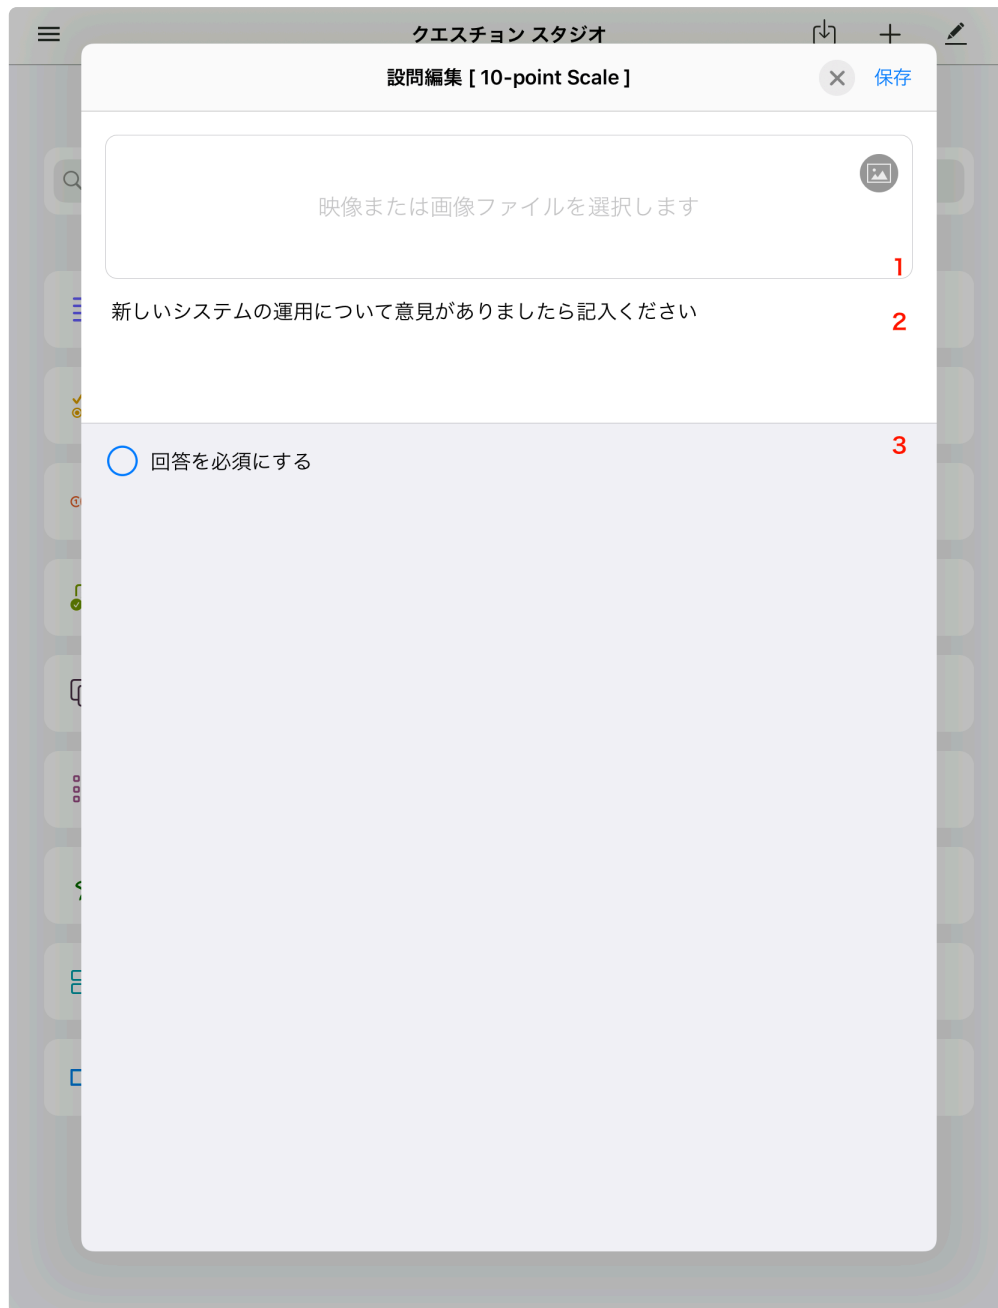 クエスチョン スタジオ
設問編集 [ 10-point Scale ]
保存
映像または画像ファイルを選択します
1
新しいシステムの運用について意見がありましたら記入ください
2
3
回答を必須にする